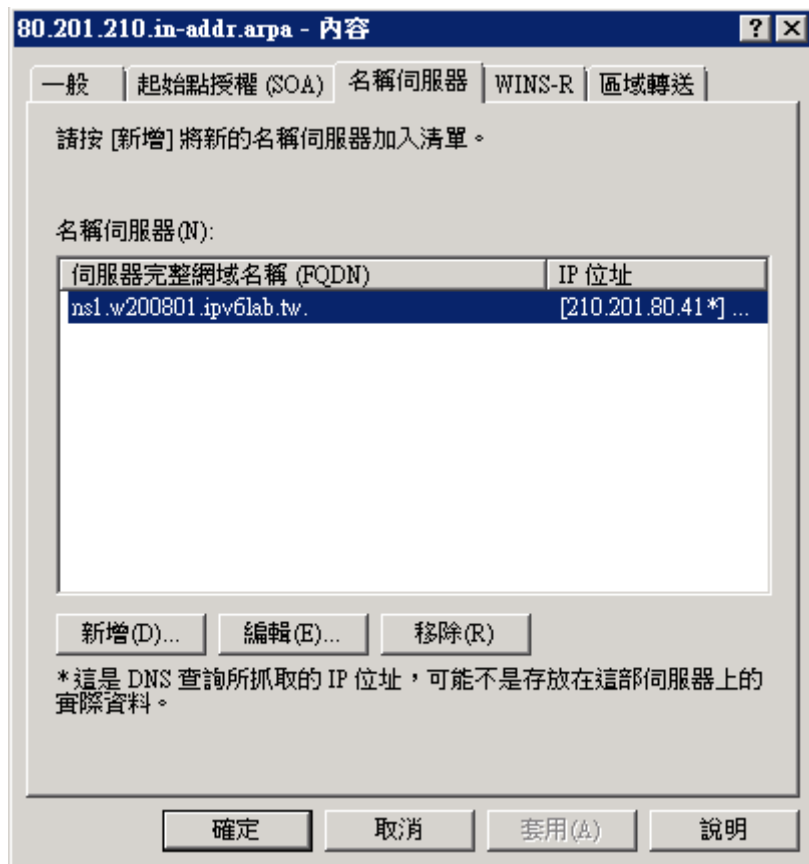 80.201.210.in-addr.arpa - 內容
一般 起始點授權 (SOA) 名稱伺服器 WINS-R 區域轉送
請按 [新增] 將新的名稱伺服器加入清單。
名稱伺服器(N):
伺服器完整網域名稱 (FQDN) IP 位址
ns1.w200801.ipv6lab.tw. [210.201.80.41*] ...
新增(D)... 編輯(E)... 移除(R)
*這是 DNS 查詢所抓取的 IP 位址，可能不是存放在這部伺服器上的
實際資料。
確定 取消 套用(A) 說明